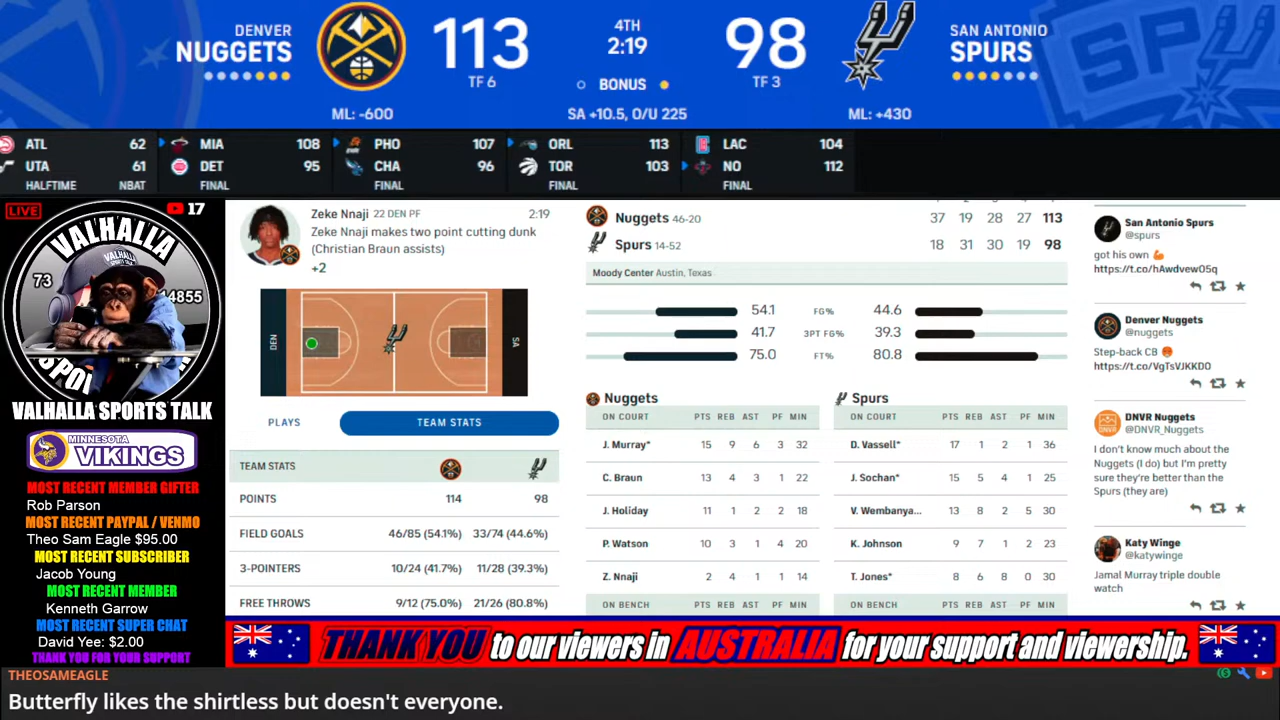 DENVER
NUGGETS
113
TF 6
4TH
2:19
BONUS
98
TF 3
SAN ANTONIO
SPURS
ML: -600
SA +10.5, 0/U 225
ML: +430
ATL 62
UTA 61
HALFTIME NBAT
MIA 108
DET 95
FINAL
PHO 107
CHA 96
FINAL
ORL 113
TOR 103
FINAL
LAC 104
NO 112
FINAL
LIVE 17
VALHALLA
VALHALLA
SPORTS TALK
73
14855
SPO
VALHALLA SPORTS TALK
MINNESOTA
VIKINGS
MOST RECENT MEMBER GIFTER
Rob Parson
MOST RECENT PAYPAL / VENMO
Theo Sam Eagle $95.00
MOST RECENT SUBSCRIBER
Jacob Young
MOST RECENT MEMBER
Kenneth Garrow
MOST RECENT SUPER CHAT
David Yee: $2.00
THANK YOU FOR YOUR SUPPORT
Zeke Nnaji 22 DEN PF 2:19
Zeke Nnaji makes two point cutting dunk
(Christian Braun assists)
+2
DEN
SA
PLAYS TEAM STATS
TEAM STATS
POINTS 114 98
FIELD GOALS 46/85 (54.1%) 33/74 (44.6%)
3-POINTERS 10/24 (41.7%) 11/28 (39.3%)
FREE THROWS 9/12 (75.0%) 21/26 (80.8%)
Nuggets 46-20 37 19 28 27 113
Spurs 14-52 18 31 30 19 98
Moody Center Austin, Texas
54.1 FG% 44.6
41.7 3PT FG% 39.3
75.0 FT% 80.8
Nuggets
ON COURT PTS REB AST PF MIN
J. Murray* 15 9 6 3 32
C. Braun 13 4 3 1 22
J. Holiday 11 1 2 2 18
P. Watson 10 3 1 4 20
Z. Nnaji 2 4 1 1 14
ON BENCH PTS REB AST PF MIN
Spurs
ON COURT PTS REB AST PF MIN
D. Vassell* 17 1 2 1 36
J. Sochan* 15 5 4 1 25
V. Wembanya... 13 8 2 5 30
K. Johnson 9 7 1 2 23
T. Jones* 8 6 8 0 30
ON BENCH PTS REB AST PF MIN
San Antonio Spurs
@spurs
got his own 💪
https://t.co/hAwdvewO5q
Denver Nuggets
@nuggets
Step-back CB
https://t.co/VgTsVJKKDO
DNVR
DNVR Nuggets
@DNVR_Nuggets
I don't know much about the
Nuggets (I do) but I'm pretty
sure they're better than the
Spurs (they are)
Katy Winge
@katywinge
Jamal Murray triple double
watch
THANK YOU to our viewers in AUSTRALIA for your support and viewership.
THEOSAMEAGLE
Butterfly likes the shirtless but doesn't everyone.